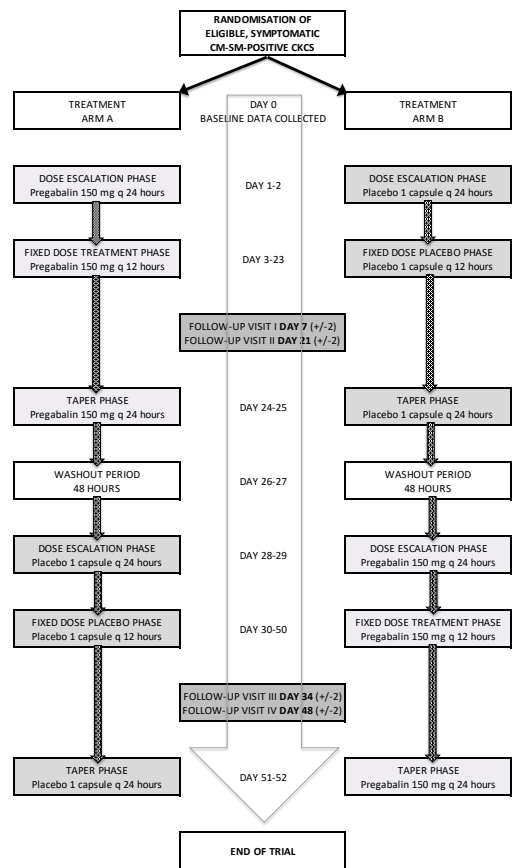 RANDOMISATION OF
ELIGIBLE, SYMPTOMATIC
CM-SM-POSITIVE CKCS
TREATMENT
ARM A
DAY 0
BASELINE DATA COLLECTED
TREATMENT
ARM B
DOSE ESCALATION PHASE
Pregabalin 150 mg q 24 hours
DAY 1-2
DOSE ESCALATION PHASE
Placebo 1 capsule q 24 hours
FIXED DOSE TREATMENT PHASE
Pregabalin 150 mg q 12 hours
DAY 3-23
FIXED DOSE PLACEBO PHASE
Placebo 1 capsule q 12 hours
FOLLOW-UP VISIT I DAY 7 (+/-2)
FOLLOW-UP VISIT II DAY 21 (+/-2)
TAPER PHASE
Pregabalin 150 mg q 24 hours
DAY 24-25
TAPER PHASE
Placebo 1 capsule q 24 hours
WASHOUT PERIOD
48 HOURS
DAY 26-27
WASHOUT PERIOD
48 HOURS
DOSE ESCALATION PHASE
Placebo 1 capsule q 24 hours
DAY 28-29
DOSE ESCALATION PHASE
Pregabalin 150 mg q 24 hours
FIXED DOSE PLACEBO PHASE
Placebo 1 capsule q 12 hours
DAY 30-50
FIXED DOSE TREATMENT PHASE
Pregabalin 150 mg q 12 hours
FOLLOW-UP VISIT III DAY 34 (+/-2)
FOLLOW-UP VISIT IV DAY 48 (+/-2)
TAPER PHASE
Placebo 1 capsule q 24 hours
DAY 51-52
TAPER PHASE
Pregabalin 150 mg q 24 hours
END OF TRIAL